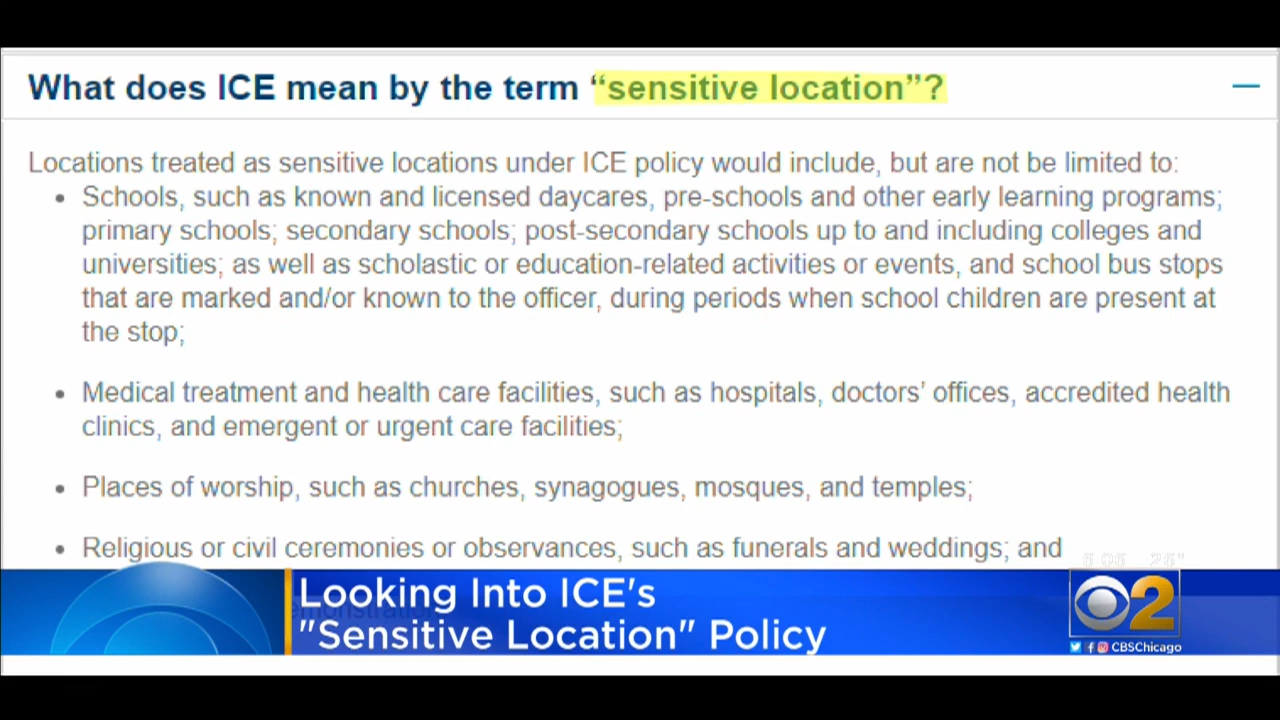 What does ICE mean by the term “sensitive location”?
Locations treated as sensitive locations under ICE policy would include, but are not be limited to:
• Schools, such as known and licensed daycares, pre-schools and other early learning programs;
primary schools; secondary schools; post-secondary schools up to and including colleges and
universities; as well as scholastic or education-related activities or events, and school bus stops
that are marked and/or known to the officer, during periods when school children are present at
the stop;
• Medical treatment and health care facilities, such as hospitals, doctors’ offices, accredited health
clinics, and emergent or urgent care facilities;
• Places of worship, such as churches, synagogues, mosques, and temples;
• Religious or civil ceremonies or observances, such as funerals and weddings; and
6:06 26°
Looking Into ICE's
"Sensitive Location" Policy
2
CBSChicago